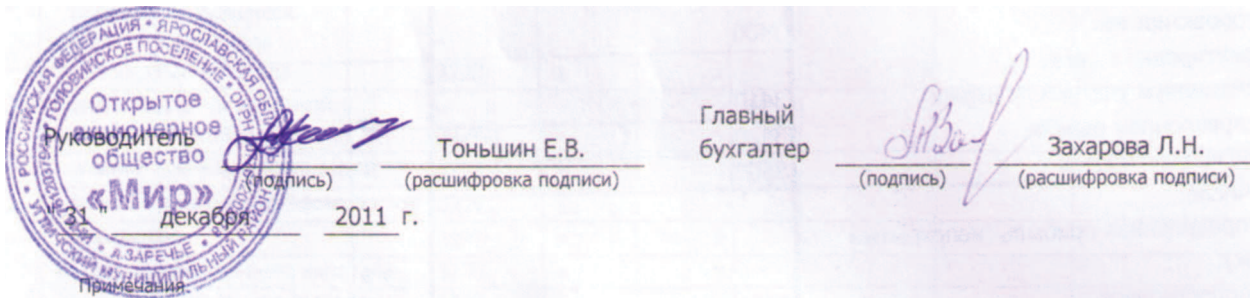 РОССИЙСКАЯ ФЕДЕРАЦИЯ * ЯРОСЛАВСКАЯ
ГОЛОВИНСКОЕ ПОСЕЛЕНИЕ * ОГРН
УГЛИЧСКИЙ МУНИЦИПАЛЬНЫЙ РАЙОН
Д.ЗАРЕЧЬЕ
Открытое
акционерное
общество
«Мир»
Руководитель Тоньшин Е.В.
(подпись) (расшифровка подписи)
Главный
бухгалтер Захарова Л.Н.
(подпись) (расшифровка подписи)
" 31 " декабря 2011 г.
Примечания.